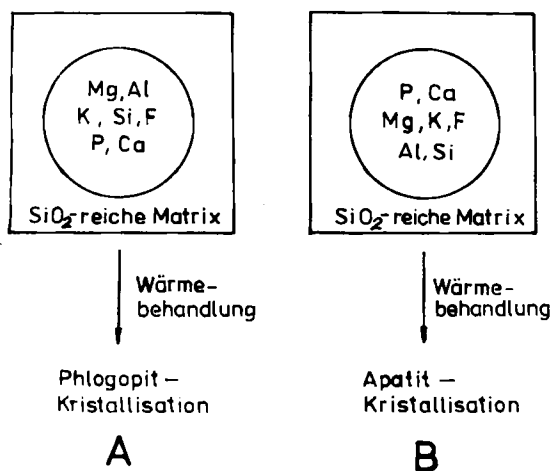 Mg, Al
K, Si, F
P, Ca
SiO₂-reiche Matrix
Wärme-
behandlung
Phlogopit –
Kristallisation
A
P, Ca
Mg, K, F
Al, Si
SiO₂-reiche Matrix
Wärme-
behandlung
Apatit –
Kristallisation
B